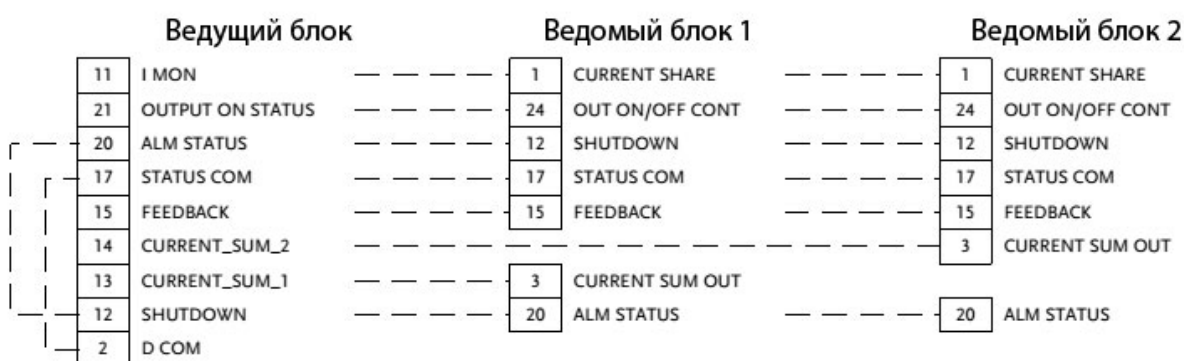 Ведущий блок Ведомый блок 1 Ведомый блок 2
11 I MON 1 CURRENT SHARE 1 CURRENT SHARE
21 OUTPUT ON STATUS 24 OUT ON/OFF CONT 24 OUT ON/OFF CONT
20 ALM STATUS 12 SHUTDOWN 12 SHUTDOWN
17 STATUS COM 17 STATUS COM 17 STATUS COM
15 FEEDBACK 15 FEEDBACK 15 FEEDBACK
14 CURRENT_SUM_2 3 CURRENT SUM OUT
13 CURRENT_SUM_1 3 CURRENT SUM OUT
12 SHUTDOWN 20 ALM STATUS 20 ALM STATUS
2 D COM